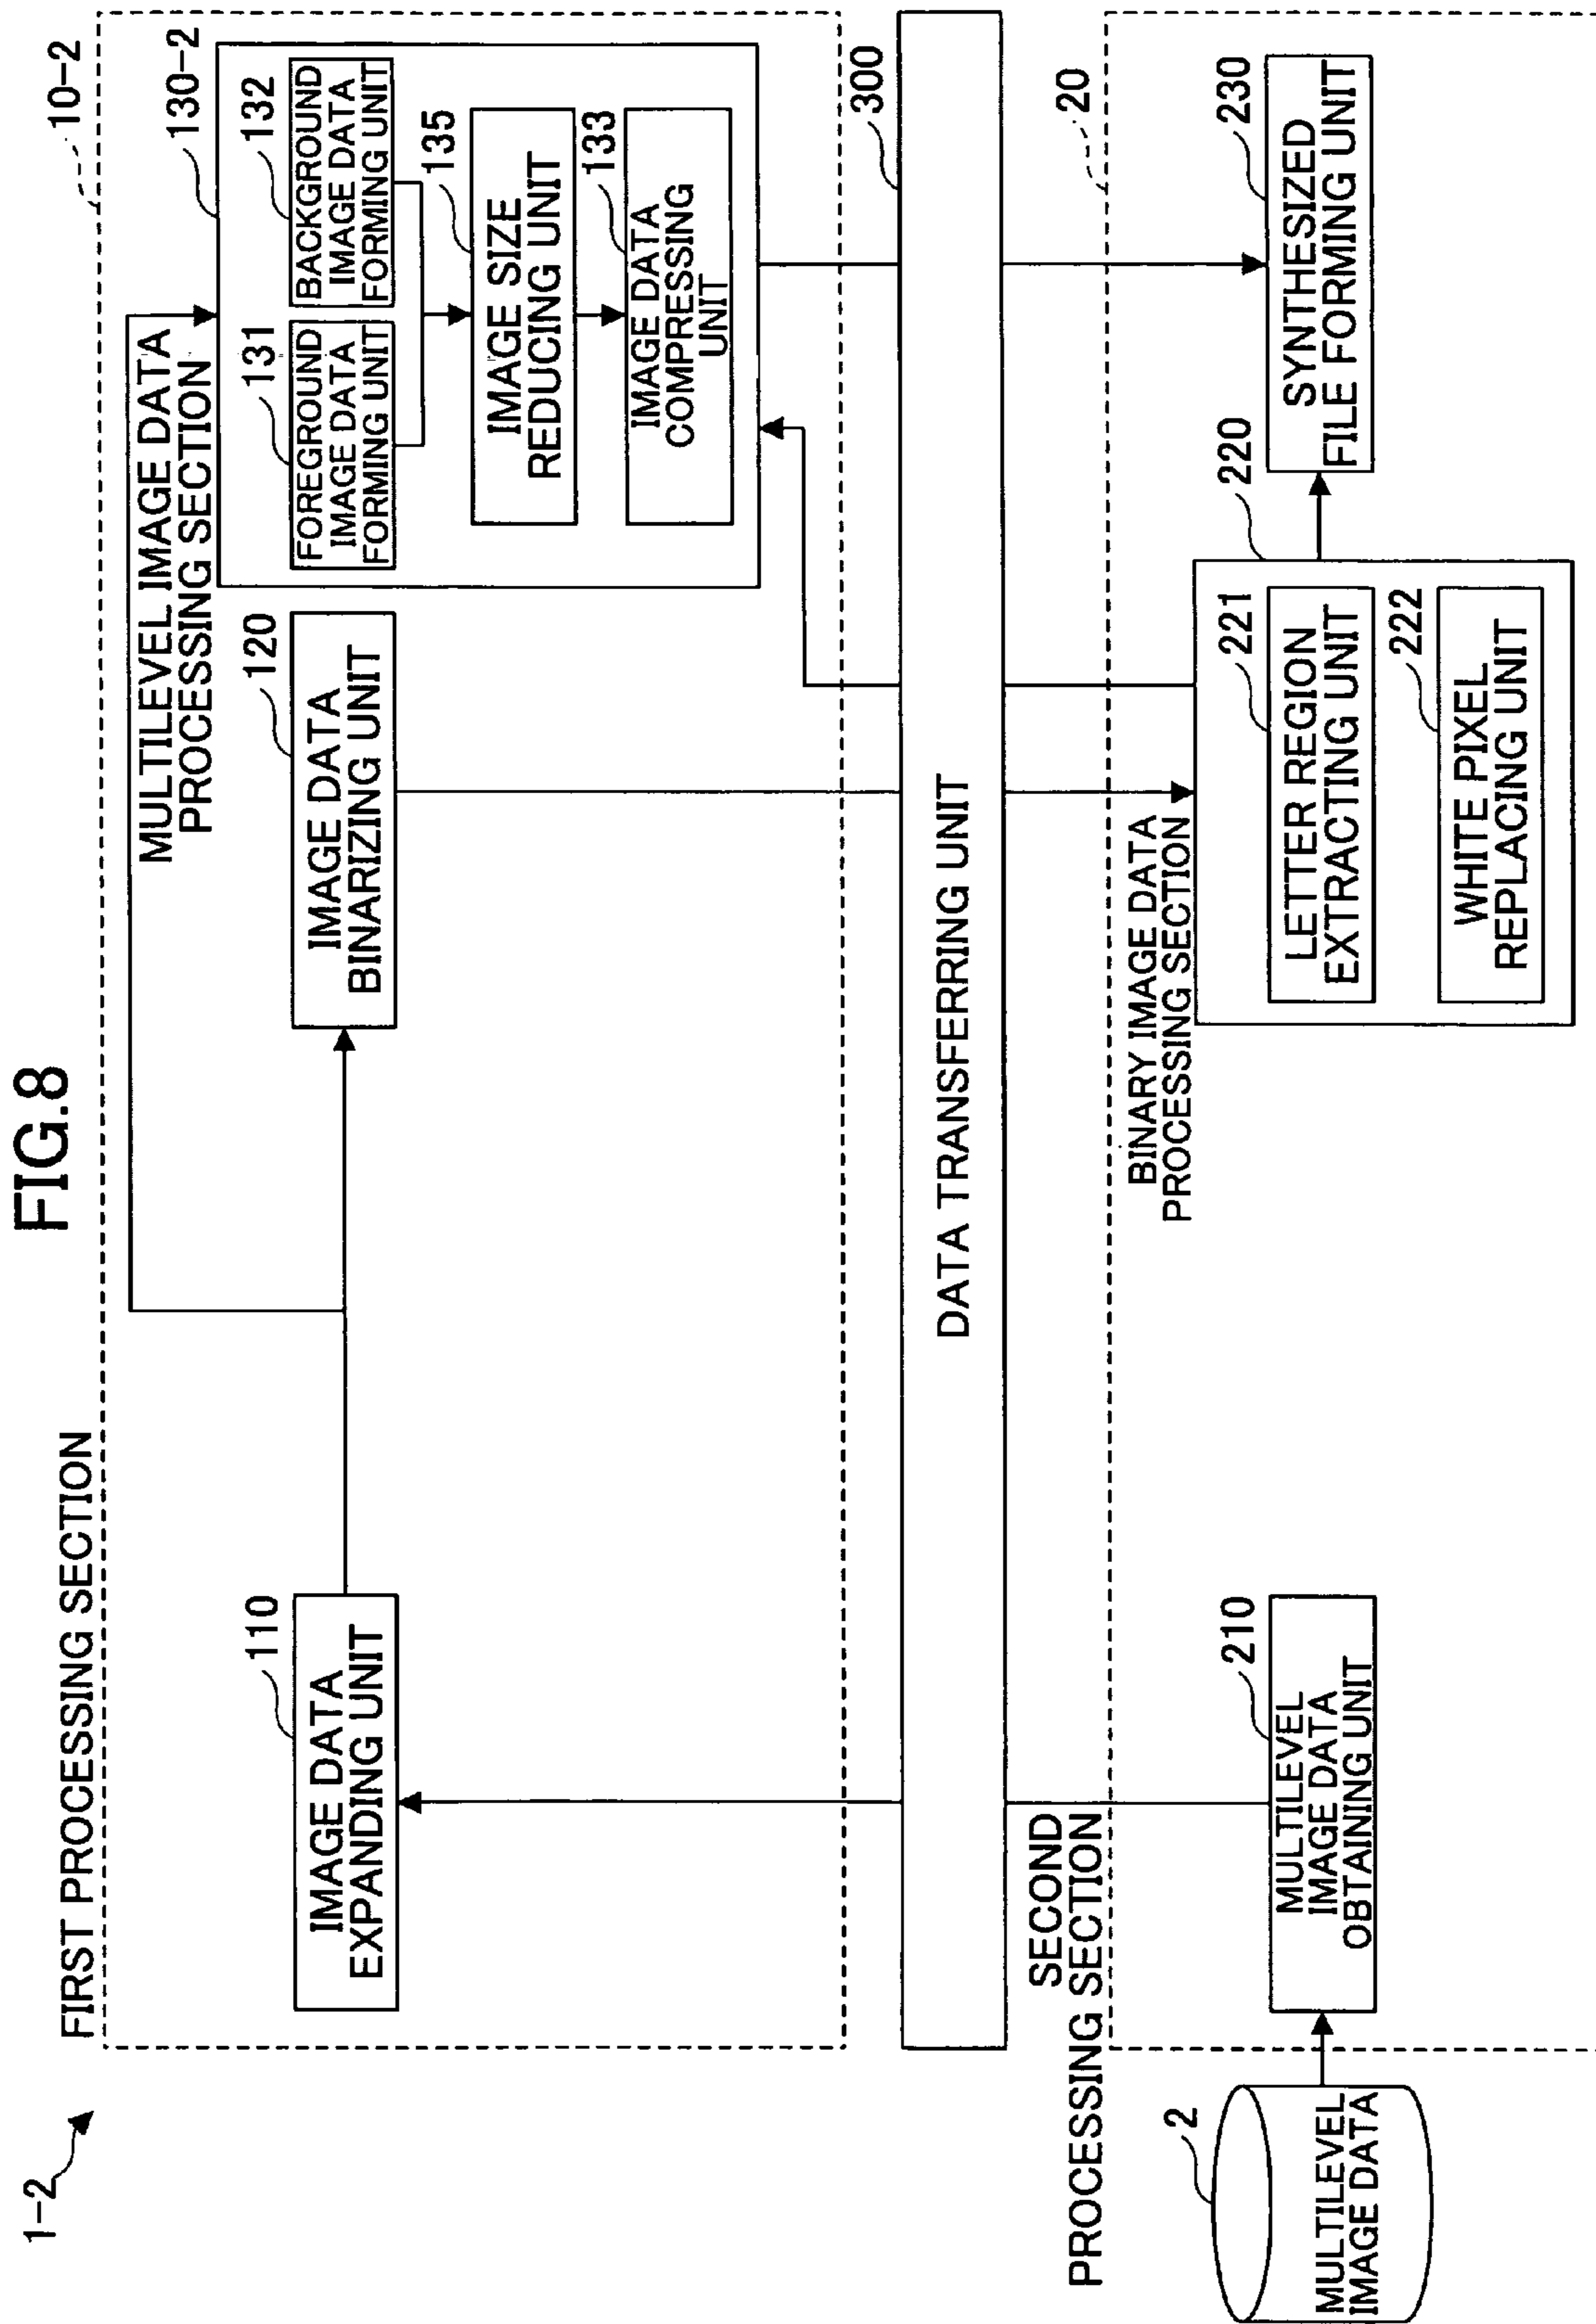 FIG.8
1-2
FIRST PROCESSING SECTION
10-2
MULTILEVEL IMAGE DATA
PROCESSING SECTION
130-2
110
IMAGE DATA
EXPANDING UNIT
120
IMAGE DATA
BINARIZING UNIT
131
FOREGROUND
IMAGE DATA
FORMING UNIT
132
BACKGROUND
IMAGE DATA
FORMING UNIT
135
IMAGE SIZE
REDUCING UNIT
133
IMAGE DATA
COMPRESSING
UNIT
300
DATA TRANSFERRING UNIT
SECOND
PROCESSING SECTION
20
2
MULTILEVEL
IMAGE DATA
210
MULTILEVEL
IMAGE DATA
OBTAINING UNIT
BINARY IMAGE DATA
PROCESSING SECTION
220
221
LETTER REGION
EXTRACTING UNIT
222
WHITE PIXEL
REPLACING UNIT
230
SYNTHESIZED
FILE FORMING UNIT